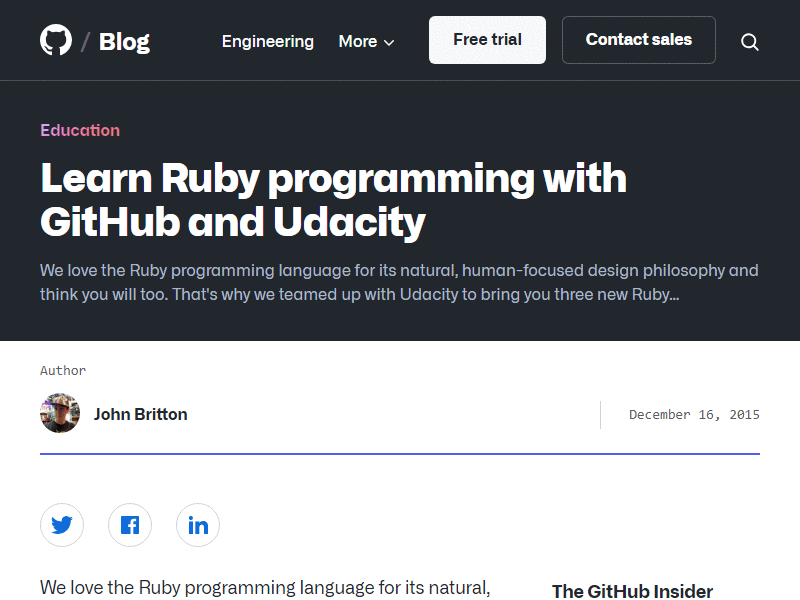 / Blog
Engineering
More
Free trial
Contact sales
Education
Learn Ruby programming with
GitHub and Udacity
We love the Ruby programming language for its natural, human-focused design philosophy and
think you will too. That's why we teamed up with Udacity to bring you three new Ruby...
Author
John Britton
December 16, 2015
We love the Ruby programming language for its natural,
The GitHub Insider